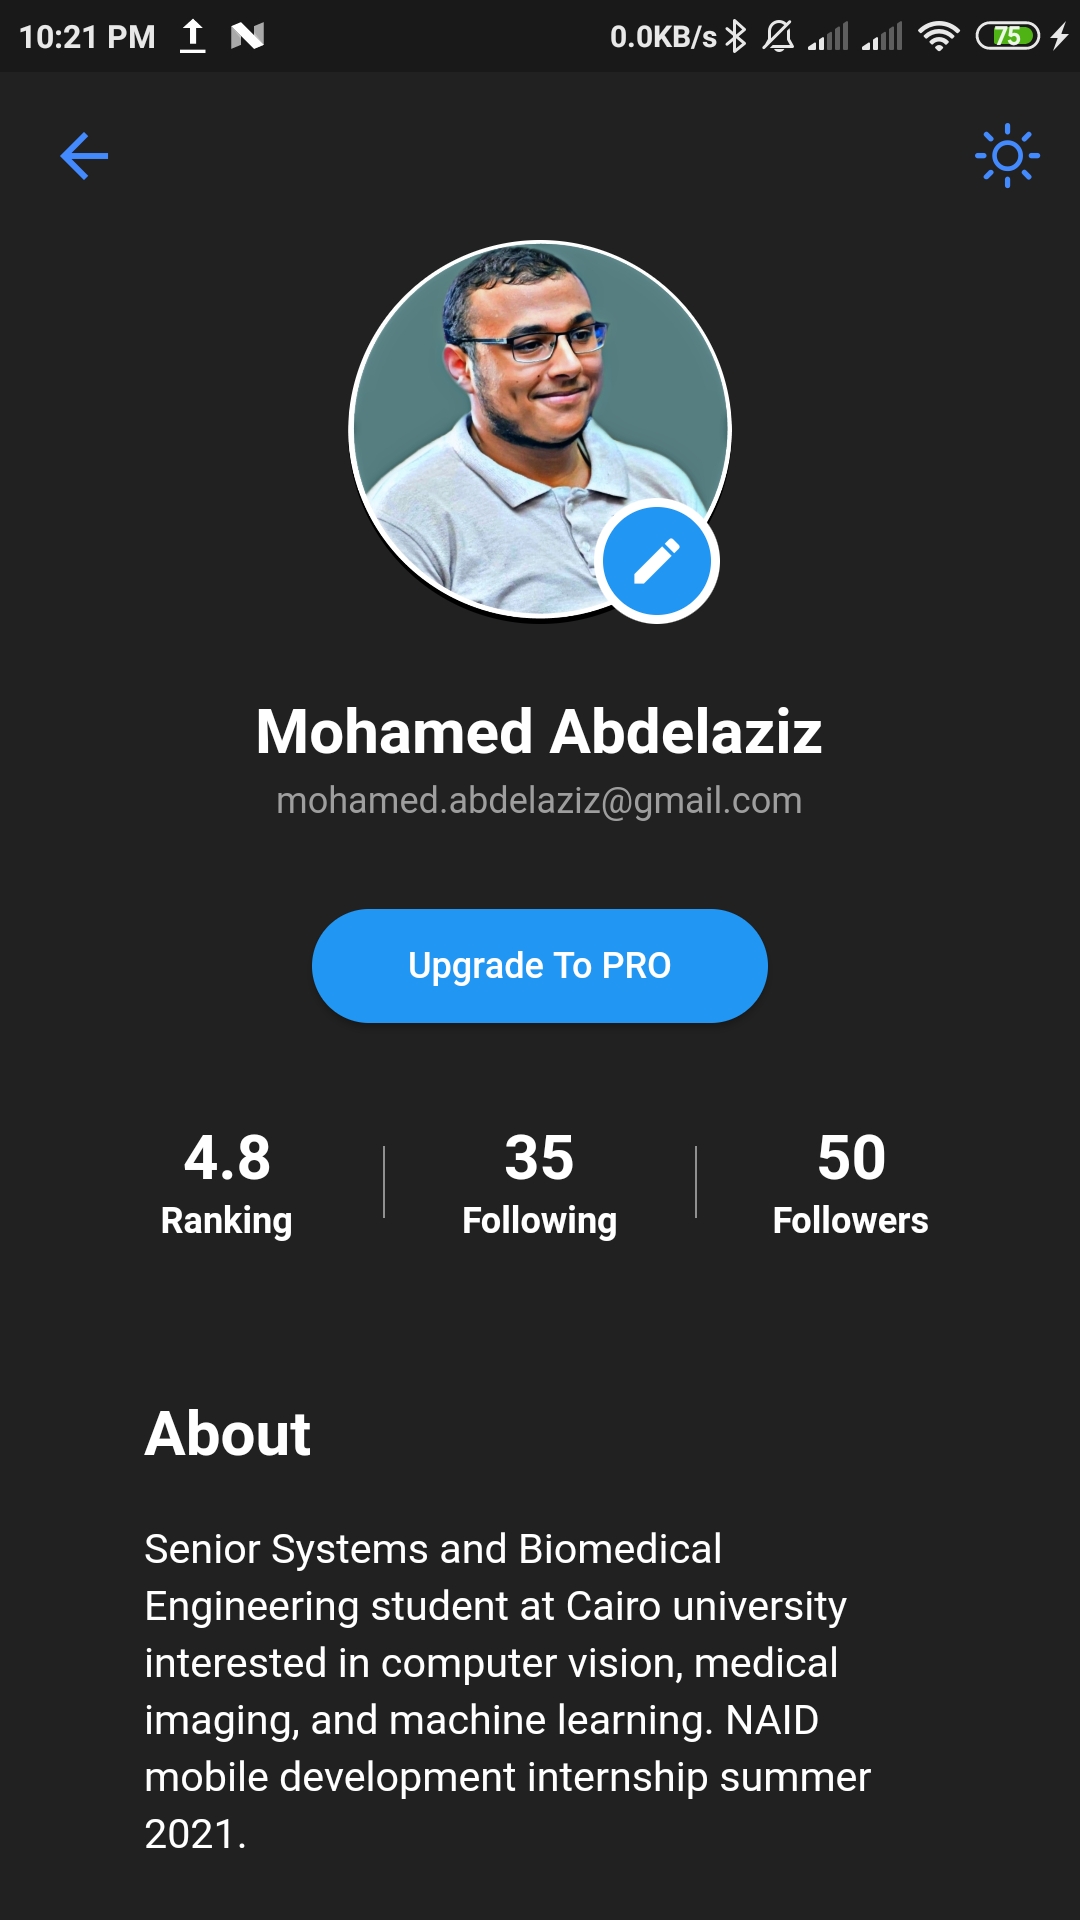 10:21 PM 0.0KB/s 75
Mohamed Abdelaziz
mohamed.abdelaziz@gmail.com
Upgrade To PRO
4.8 35 50
Ranking Following Followers
About
Senior Systems and Biomedical
Engineering student at Cairo university
interested in computer vision, medical
imaging, and machine learning. NAID
mobile development internship summer
2021.